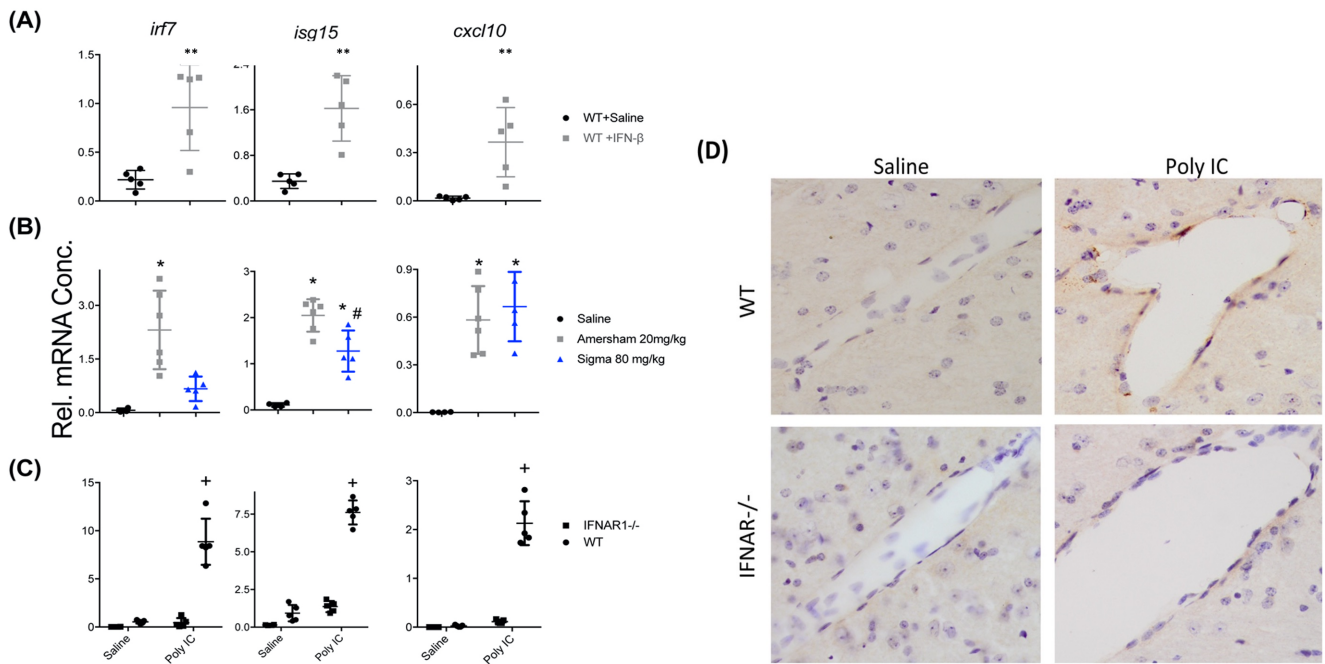 (A)
irf7
isg15
cxcl10
**
**
**
1.5
1.0
0.5
0.0
2.4
1.6
0.8
0.0
0.6
0.3
0.0
WT+Saline
WT +IFN-β
(B)
Rel. mRNA Conc.
3.0
1.5
0.0
*
3
2
1
0
*
* #
0.9
0.6
0.3
0.0
*
*
Saline
Amersham 20mg/kg
Sigma 80 mg/kg
(C)
15
10
5
0
+
Saline
Poly IC
7.5
5.0
2.5
0.0
+
Saline
Poly IC
3
2
1
0
+
Saline
Poly IC
IFNAR1-/-
WT
(D)
Saline
Poly IC
WT
IFNAR-/-